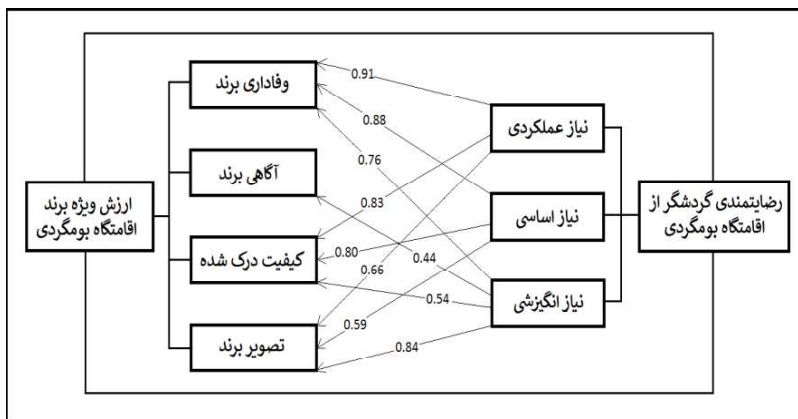 رضایتمندی گردشگر از
اقامتگاه بومگردی
نیاز عملکردی
نیاز اساسی
نیاز انگیزشی
0.91
0.88
0.76
0.83
0.44
0.80
0.66
0.54
0.59
0.84
وفاداری برند
آگاهی برند
کیفیت درک شده
تصویر برند
ارزش ویژه برند
اقامتگاه بومگردی